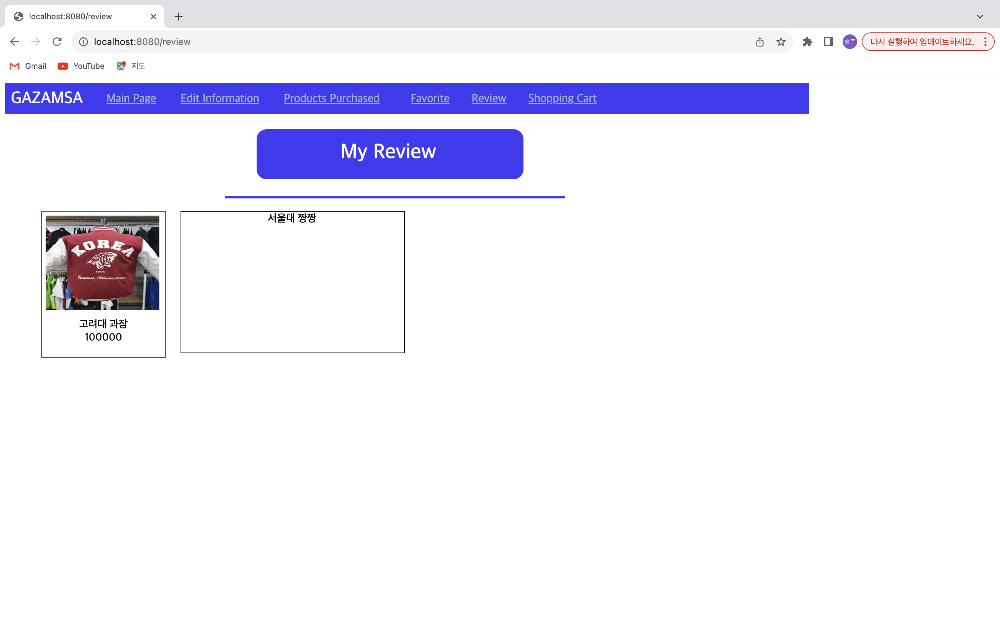 localhost:8080/review
localhost:8080/review
승준
다시 실행하여 업데이트하세요.
Gmail
YouTube
지도
GAZAMSA
Main Page
Edit Information
Products Purchased
Favorite
Review
Shopping Cart
My Review
KOREA
1905
Business Administration
고려대 과잠
100000
서울대 짱짱